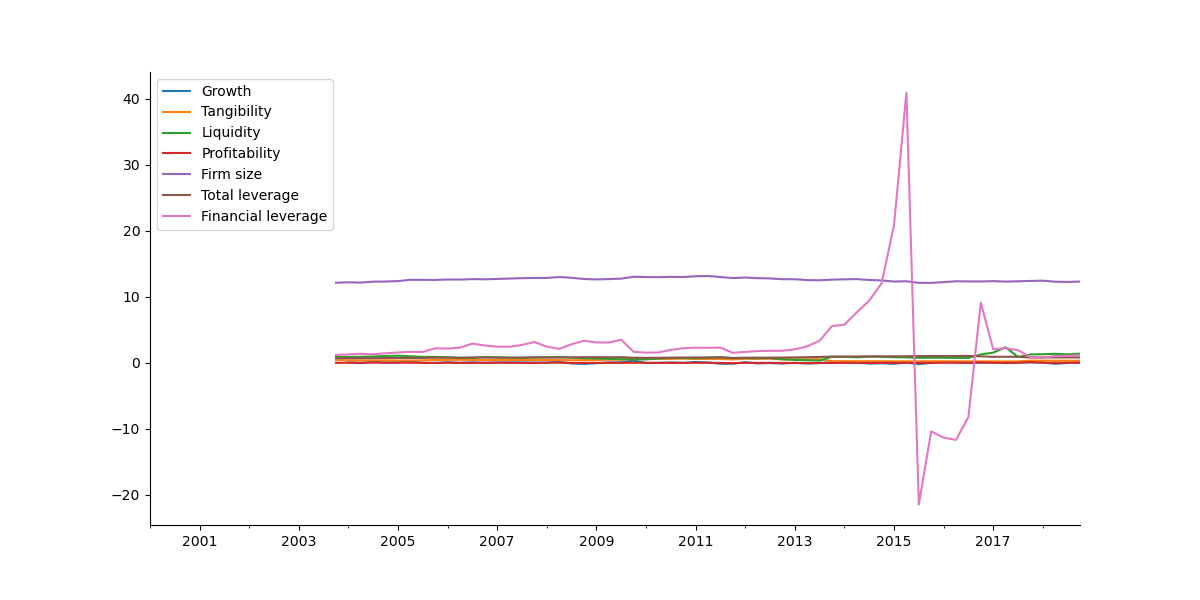 Growth
Tangibility
Liquidity
Profitability
Firm size
Total leverage
Financial leverage
40
30
20
10
0
−10
−20
2001 2003 2005 2007 2009 2011 2013 2015 2017